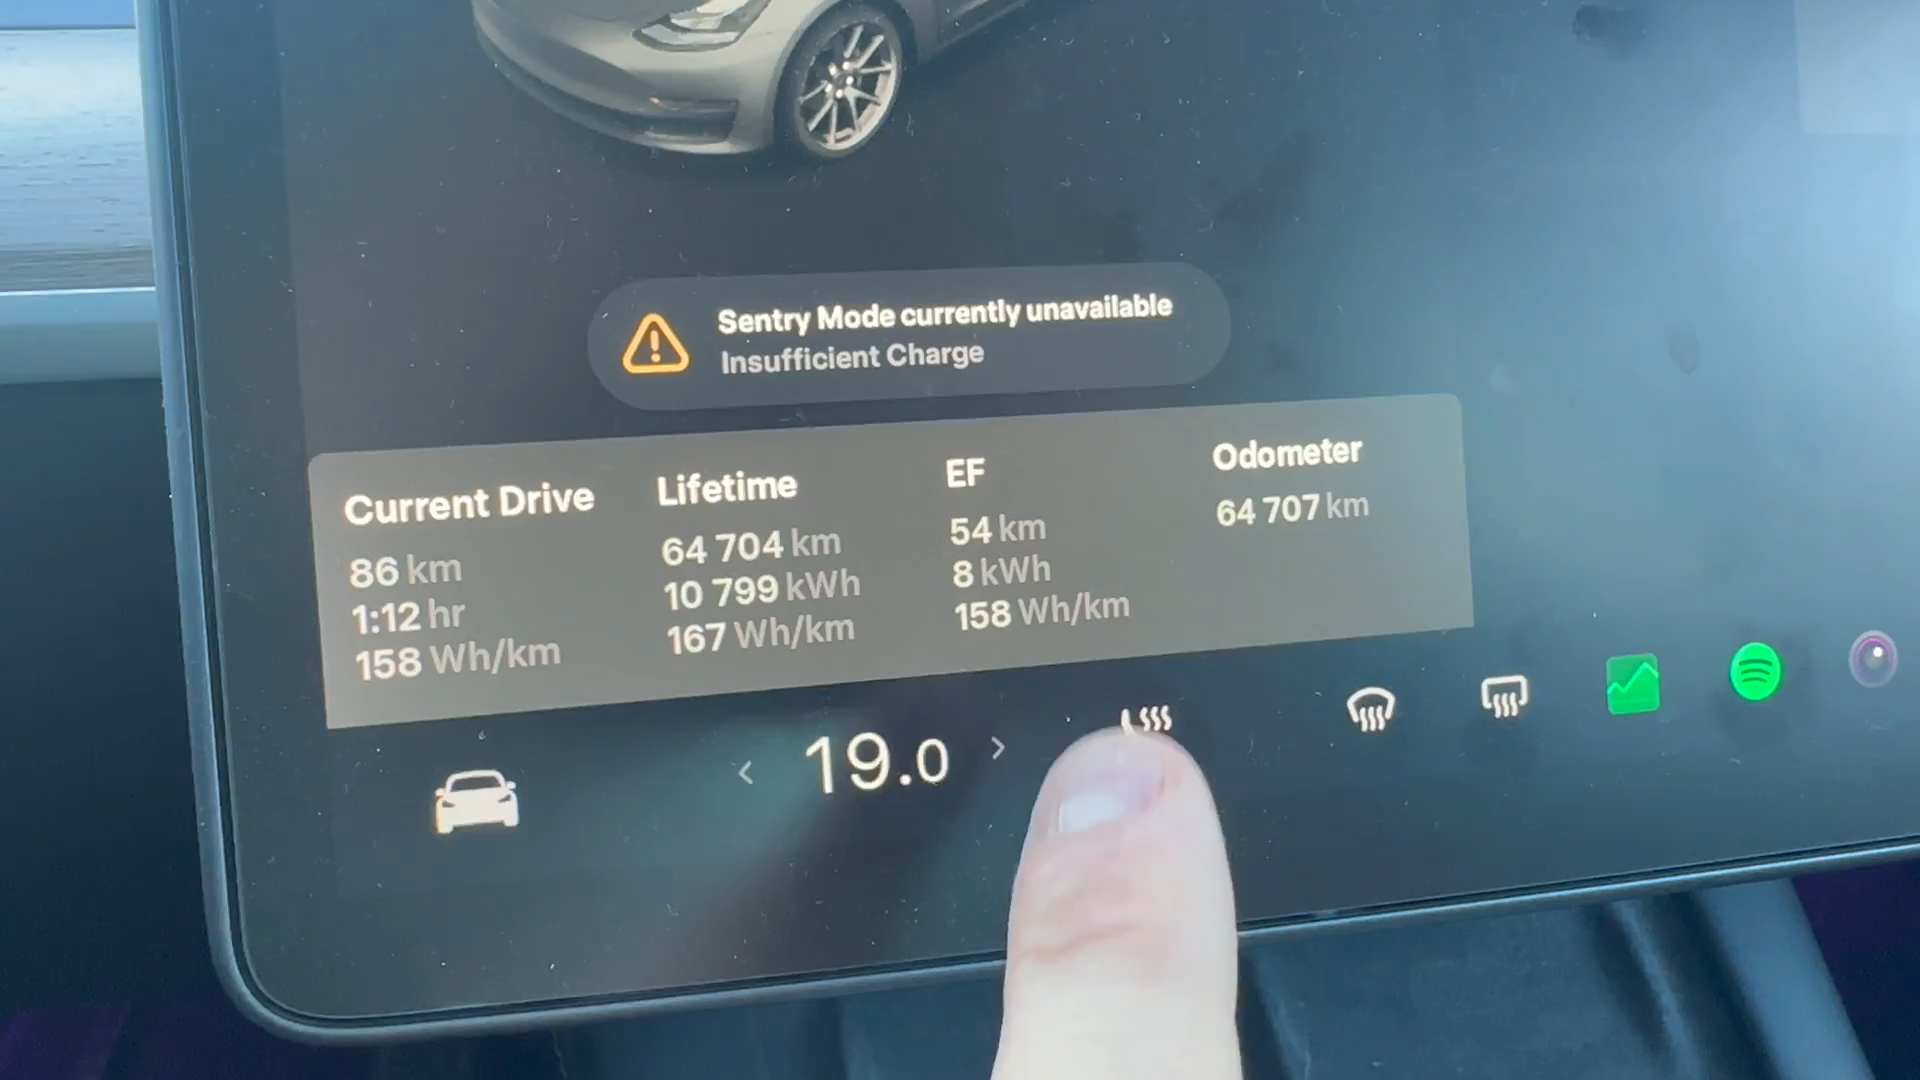 Sentry Mode currently unavailable
Insufficient Charge
Current Drive
86 km
1:12 hr
158 Wh/km
Lifetime
64 704 km
10 799 kWh
167 Wh/km
EF
54 km
8 kWh
158 Wh/km
Odometer
64 707 km
19.0